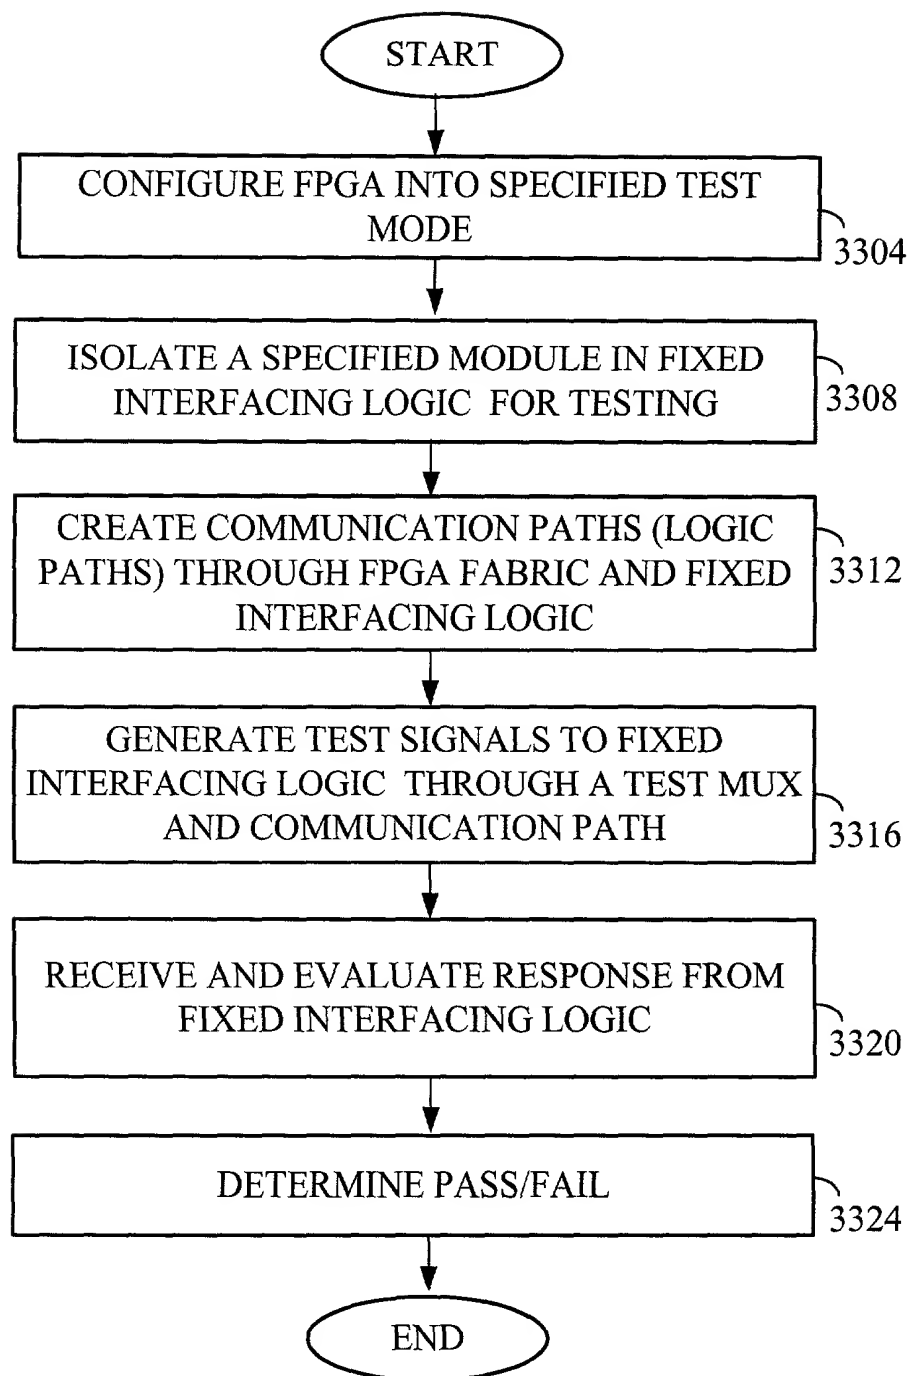 START
CONFIGURE FPGA INTO SPECIFIED TEST
MODE
3304
ISOLATE A SPECIFIED MODULE IN FIXED
INTERFACING LOGIC FOR TESTING
3308
CREATE COMMUNICATION PATHS (LOGIC
PATHS) THROUGH FPGA FABRIC AND FIXED
INTERFACING LOGIC
3312
GENERATE TEST SIGNALS TO FIXED
INTERFACING LOGIC THROUGH A TEST MUX
AND COMMUNICATION PATH
3316
RECEIVE AND EVALUATE RESPONSE FROM
FIXED INTERFACING LOGIC
3320
DETERMINE PASS/FAIL
3324
END